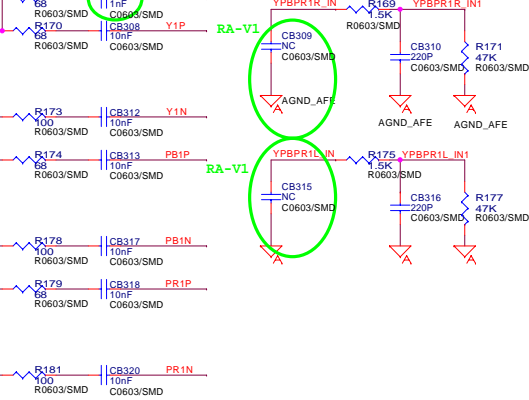 68
R0603/SMD
1nF
C0603/SMD
R170
68
R0603/SMD
CB308
10nF
C0603/SMD
Y1P
RA-V1
YPBPR1R_IN
R169
1.5K
R0603/SMD
YPBPR1R_IN1
CB309
NC
C0603/SMD
CB310
220P
C0603/SMD
R171
47K
R0603/SMD
A
AGND_AFE
A
AGND_AFE
A
AGND_AFE
R173
100
R0603/SMD
CB312
10nF
C0603/SMD
Y1N
R174
68
R0603/SMD
CB313
10nF
C0603/SMD
PB1P
RA-V1
YPBPR1L_IN
R175
1.5K
R0603/SMD
YPBPR1L_IN1
CB315
NC
C0603/SMD
CB316
220P
C0603/SMD
R177
47K
R0603/SMD
A
A
A
R178
100
R0603/SMD
CB317
10nF
C0603/SMD
PB1N
R179
68
R0603/SMD
CB318
10nF
C0603/SMD
PR1P
R181
100
R0603/SMD
CB320
10nF
C0603/SMD
PR1N